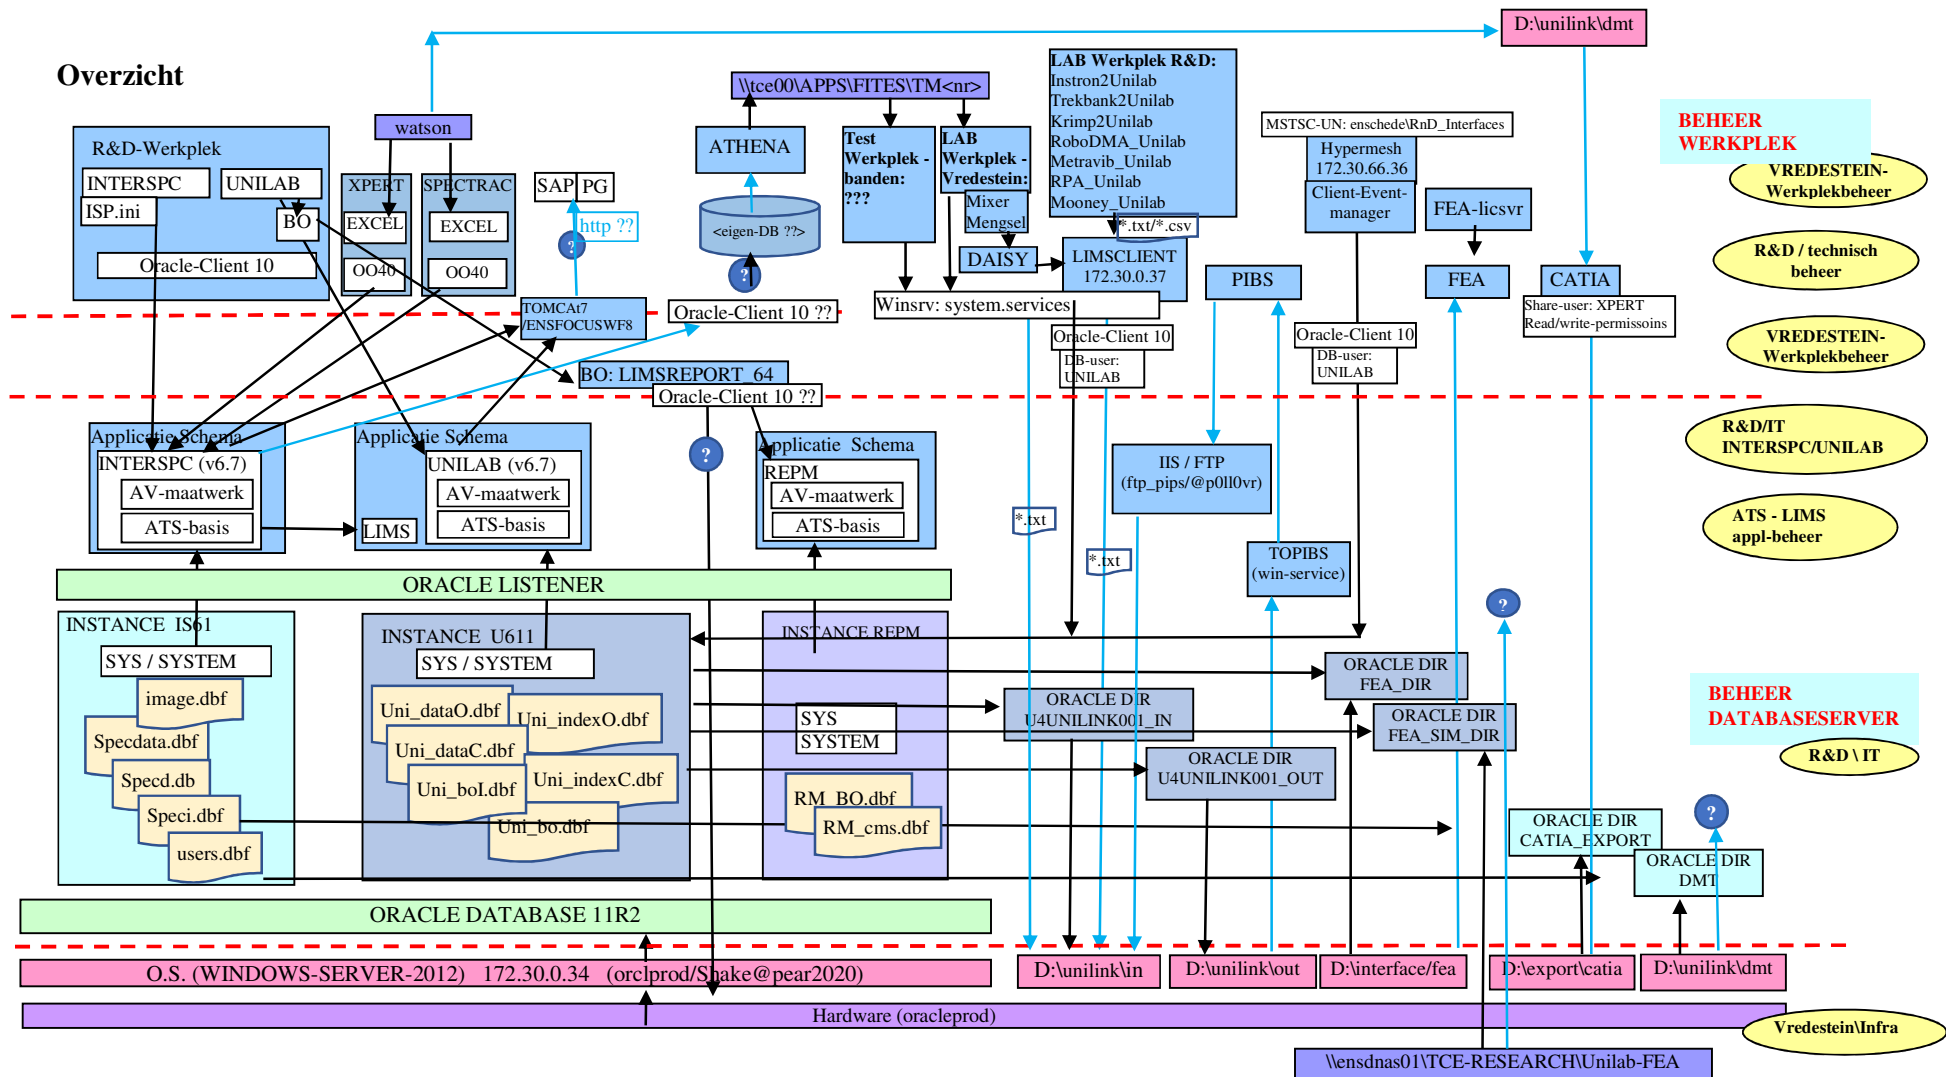 D:\unilink\dmt
Overzicht
\\tce00\APPS\FITES\TM<nr>
LAB Werkplek R&D:
Instron2Unilab
Trekbank2Unilab
Krimp2Unilab
RoboDMA_Unilab
Metravib_Unilab
RPA_Unilab
Mooney_Unilab
*.txt/*.csv
watson
R&D-Werkplek
INTERSPC
ISP.ini
UNILAB
BO
Oracle-Client 10
XPERT
EXCEL
OO40
SPECTRAC
EXCEL
OO40
SAP
PG
http ??
?
TOMCAt7
/ENSFOCUSWF8
ATHENA
<eigen-DB ??>
?
Oracle-Client 10 ??
Test
Werkplek -
banden:
???
LAB
Werkplek -
Vredestein:
Mixer
Mengsel
DAISY
LIMSCLIENT
172.30.0.37
Winsrv: system.services
Oracle-Client 10
DB-user:
UNILAB
MSTSC-UN: enschede\RnD_Interfaces
Hypermesh
172.30.66.36
Client-Event-
manager
Oracle-Client 10
DB-user:
UNILAB
PIBS
FEA-licsvr
FEA
CATIA
Share-user: XPERT
Read/write-permissoins
BEHEER
WERKPLEK
VREDESTEIN-
Werkplekbeheer
R&D / technisch
beheer
VREDESTEIN-
Werkplekbeheer
R&D/IT
INTERSPC/UNILAB
ATS - LIMS
appl-beheer
BO: LIMSREPORT_64
Oracle-Client 10 ??
?
Applicatie Schema
INTERSPC (v6.7)
AV-maatwerk
ATS-basis
Applicatie Schema
UNILAB (v6.7)
AV-maatwerk
ATS-basis
LIMS
Applicatie Schema
REPM
AV-maatwerk
ATS-basis
IIS / FTP
(ftp_pips/@p0ll0vr)
*.txt
*.txt
TOPIBS
(win-service)
?
ORACLE LISTENER
INSTANCE IS61
SYS / SYSTEM
image.dbf
Specdata.dbf
Specd.db
Speci.dbf
users.dbf
INSTANCE U611
SYS / SYSTEM
Uni_dataO.dbf
Uni_indexO.dbf
Uni_dataC.dbf
Uni_indexC.dbf
Uni_boI.dbf
Uni_bo.dbf
INSTANCE REPM
SYS
SYSTEM
RM_BO.dbf
RM_cms.dbf
ORACLE DIR
U4UNILINK001_IN
ORACLE DIR
U4UNILINK001_OUT
ORACLE DIR
FEA_DIR
ORACLE DIR
FEA_SIM_DIR
ORACLE DIR
CATIA_EXPORT
ORACLE DIR
DMT
?
BEHEER
DATABASESERVER
R&D \ IT
ORACLE DATABASE 11R2
O.S. (WINDOWS-SERVER-2012) 172.30.0.34 (orclprod/Shake@pear2020)
D:\unilink\in
D:\unilink\out
D:\interface/fea
D:\export\catia
D:\unilink\dmt
Hardware (oracleprod)
Vredestein\Infra
\\ensdnas01\TCE-RESEARCH\Unilab-FEA